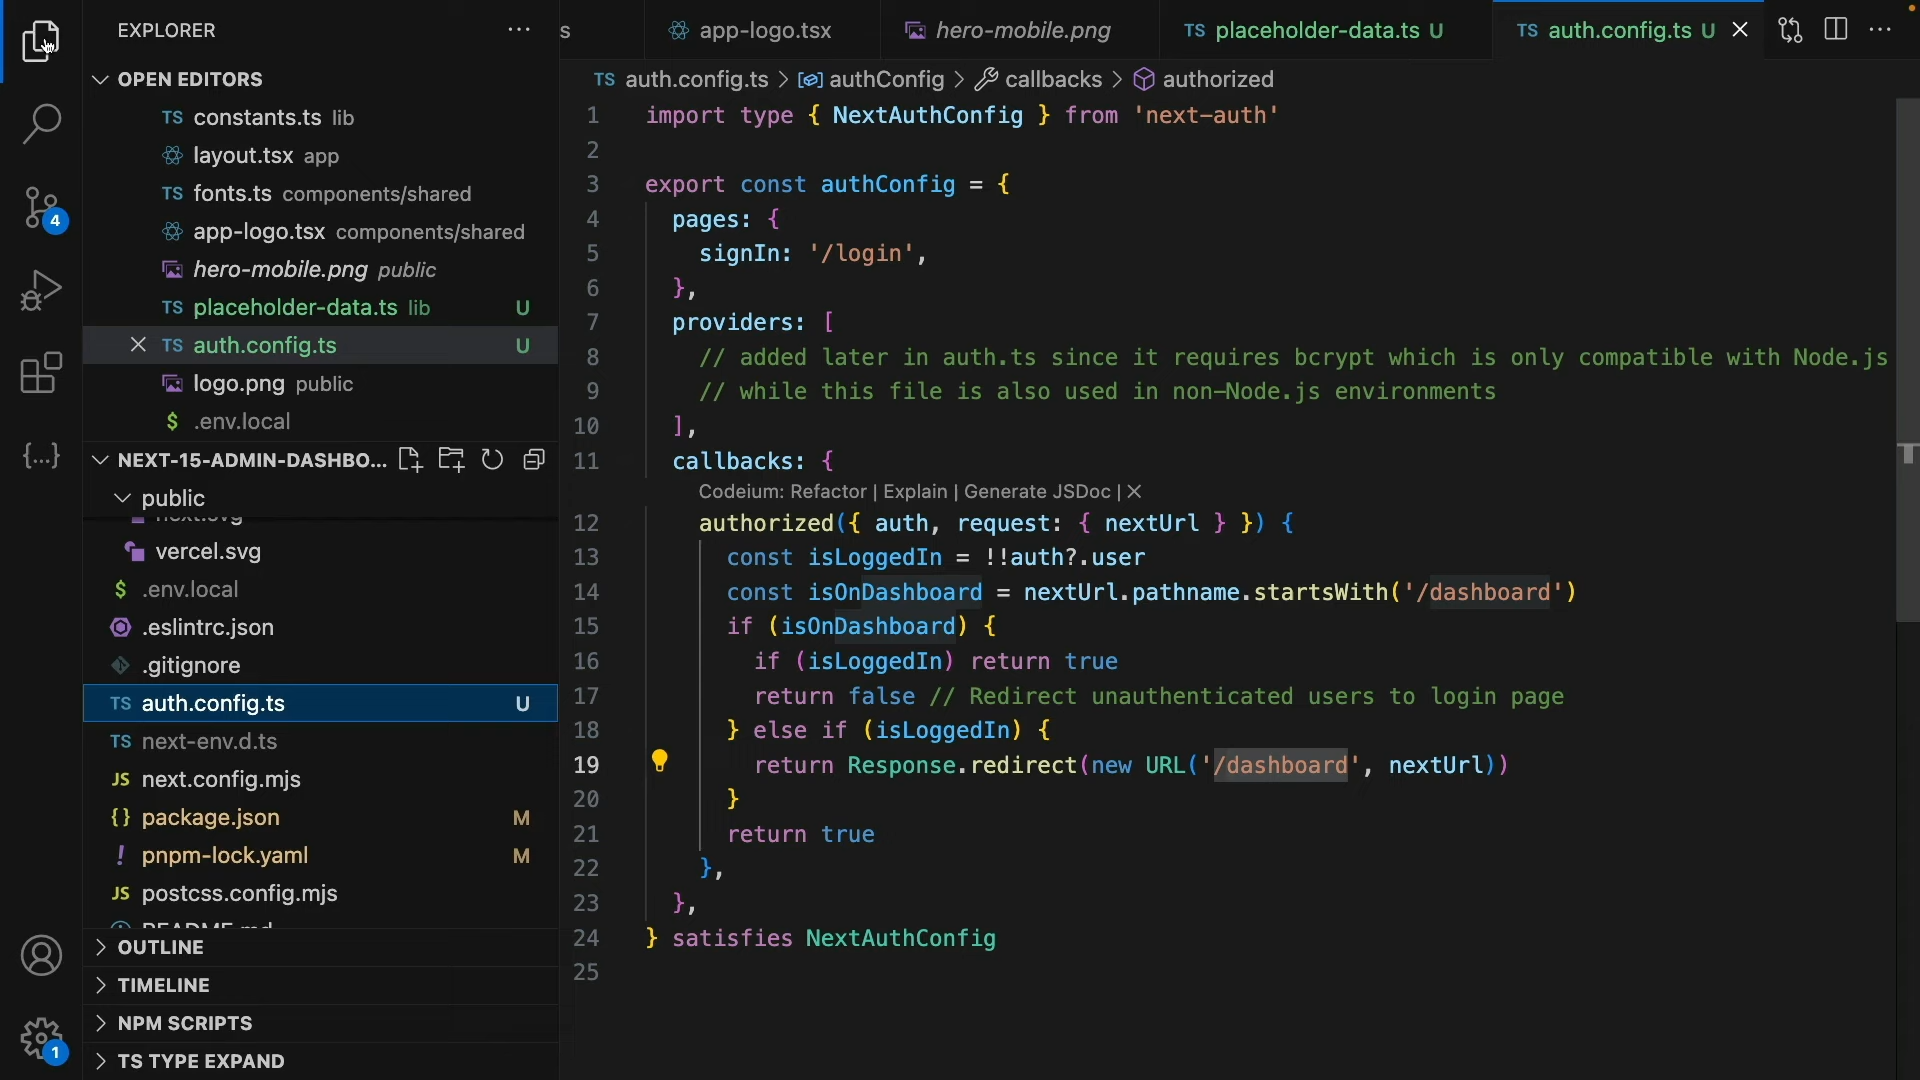 EXPLORER
OPEN EDITORS
TS constants.ts lib
layout.tsx app
TS fonts.ts components/shared
app-logo.tsx components/shared
hero-mobile.png public
TS placeholder-data.ts lib U
TS auth.config.ts U
logo.png public
$ .env.local
NEXT-15-ADMIN-DASHBO...
public
next.svg
vercel.svg
$ .env.local
.eslintrc.json
.gitignore
TS auth.config.ts U
TS next-env.d.ts
JS next.config.mjs
{} package.json M
! pnpm-lock.yaml M
JS postcss.config.mjs
README.md
OUTLINE
TIMELINE
NPM SCRIPTS
TS TYPE EXPAND
4
{...}
1
s
app-logo.tsx
hero-mobile.png
TS placeholder-data.ts U
TS auth.config.ts U
TS auth.config.ts > authConfig > callbacks > authorized
1 import type { NextAuthConfig } from 'next-auth'
2
3 export const authConfig = {
4 pages: {
5 signIn: '/login',
6 },
7 providers: [
8 // added later in auth.ts since it requires bcrypt which is only compatible with Node.js
9 // while this file is also used in non-Node.js environments
10 ],
11 callbacks: {
Codeium: Refactor | Explain | Generate JSDoc | X
12 authorized({ auth, request: { nextUrl } }) {
13 const isLoggedIn = !!auth?.user
14 const isOnDashboard = nextUrl.pathname.startsWith('/dashboard')
15 if (isOnDashboard) {
16 if (isLoggedIn) return true
17 return false // Redirect unauthenticated users to login page
18 } else if (isLoggedIn) {
19 return Response.redirect(new URL('/dashboard', nextUrl))
20 }
21 return true
22 },
23 },
24 } satisfies NextAuthConfig
25